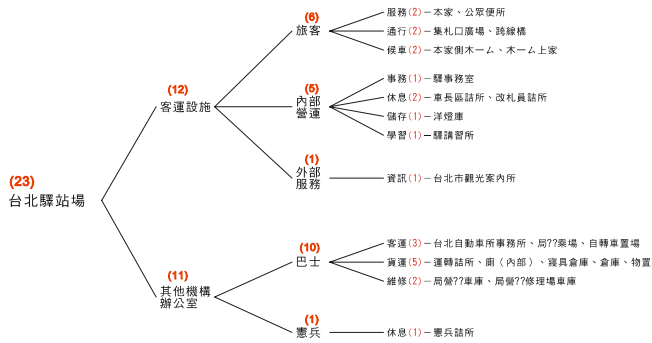 (23)
台北驛站場
(12)
客運設施
(6)
旅客
服務(2)－本家、公眾便所
通行(2)－集札口廣場、跨線橋
候車(2)－本家側ホーム、ホーム上家
(5)
內部
營運
事務(1)－驛事務室
休息(2)－車長區詰所、改札員詰所
儲存(1)－洋燈庫
學習(1)－驛講習所
(1)
外部
服務
資訊(1)－台北市觀光案內所
(11)
其他機構
辦公室
(10)
巴士
客運(3)－台北自動車所事務所、局??乘場、自轉車置場
貨運(5)－運轉詰所、廁（內部）、寢具倉庫、倉庫、物置
維修(2)－局營??車庫、局營??修理場車庫
(1)
憲兵
休息(1)－憲兵詰所